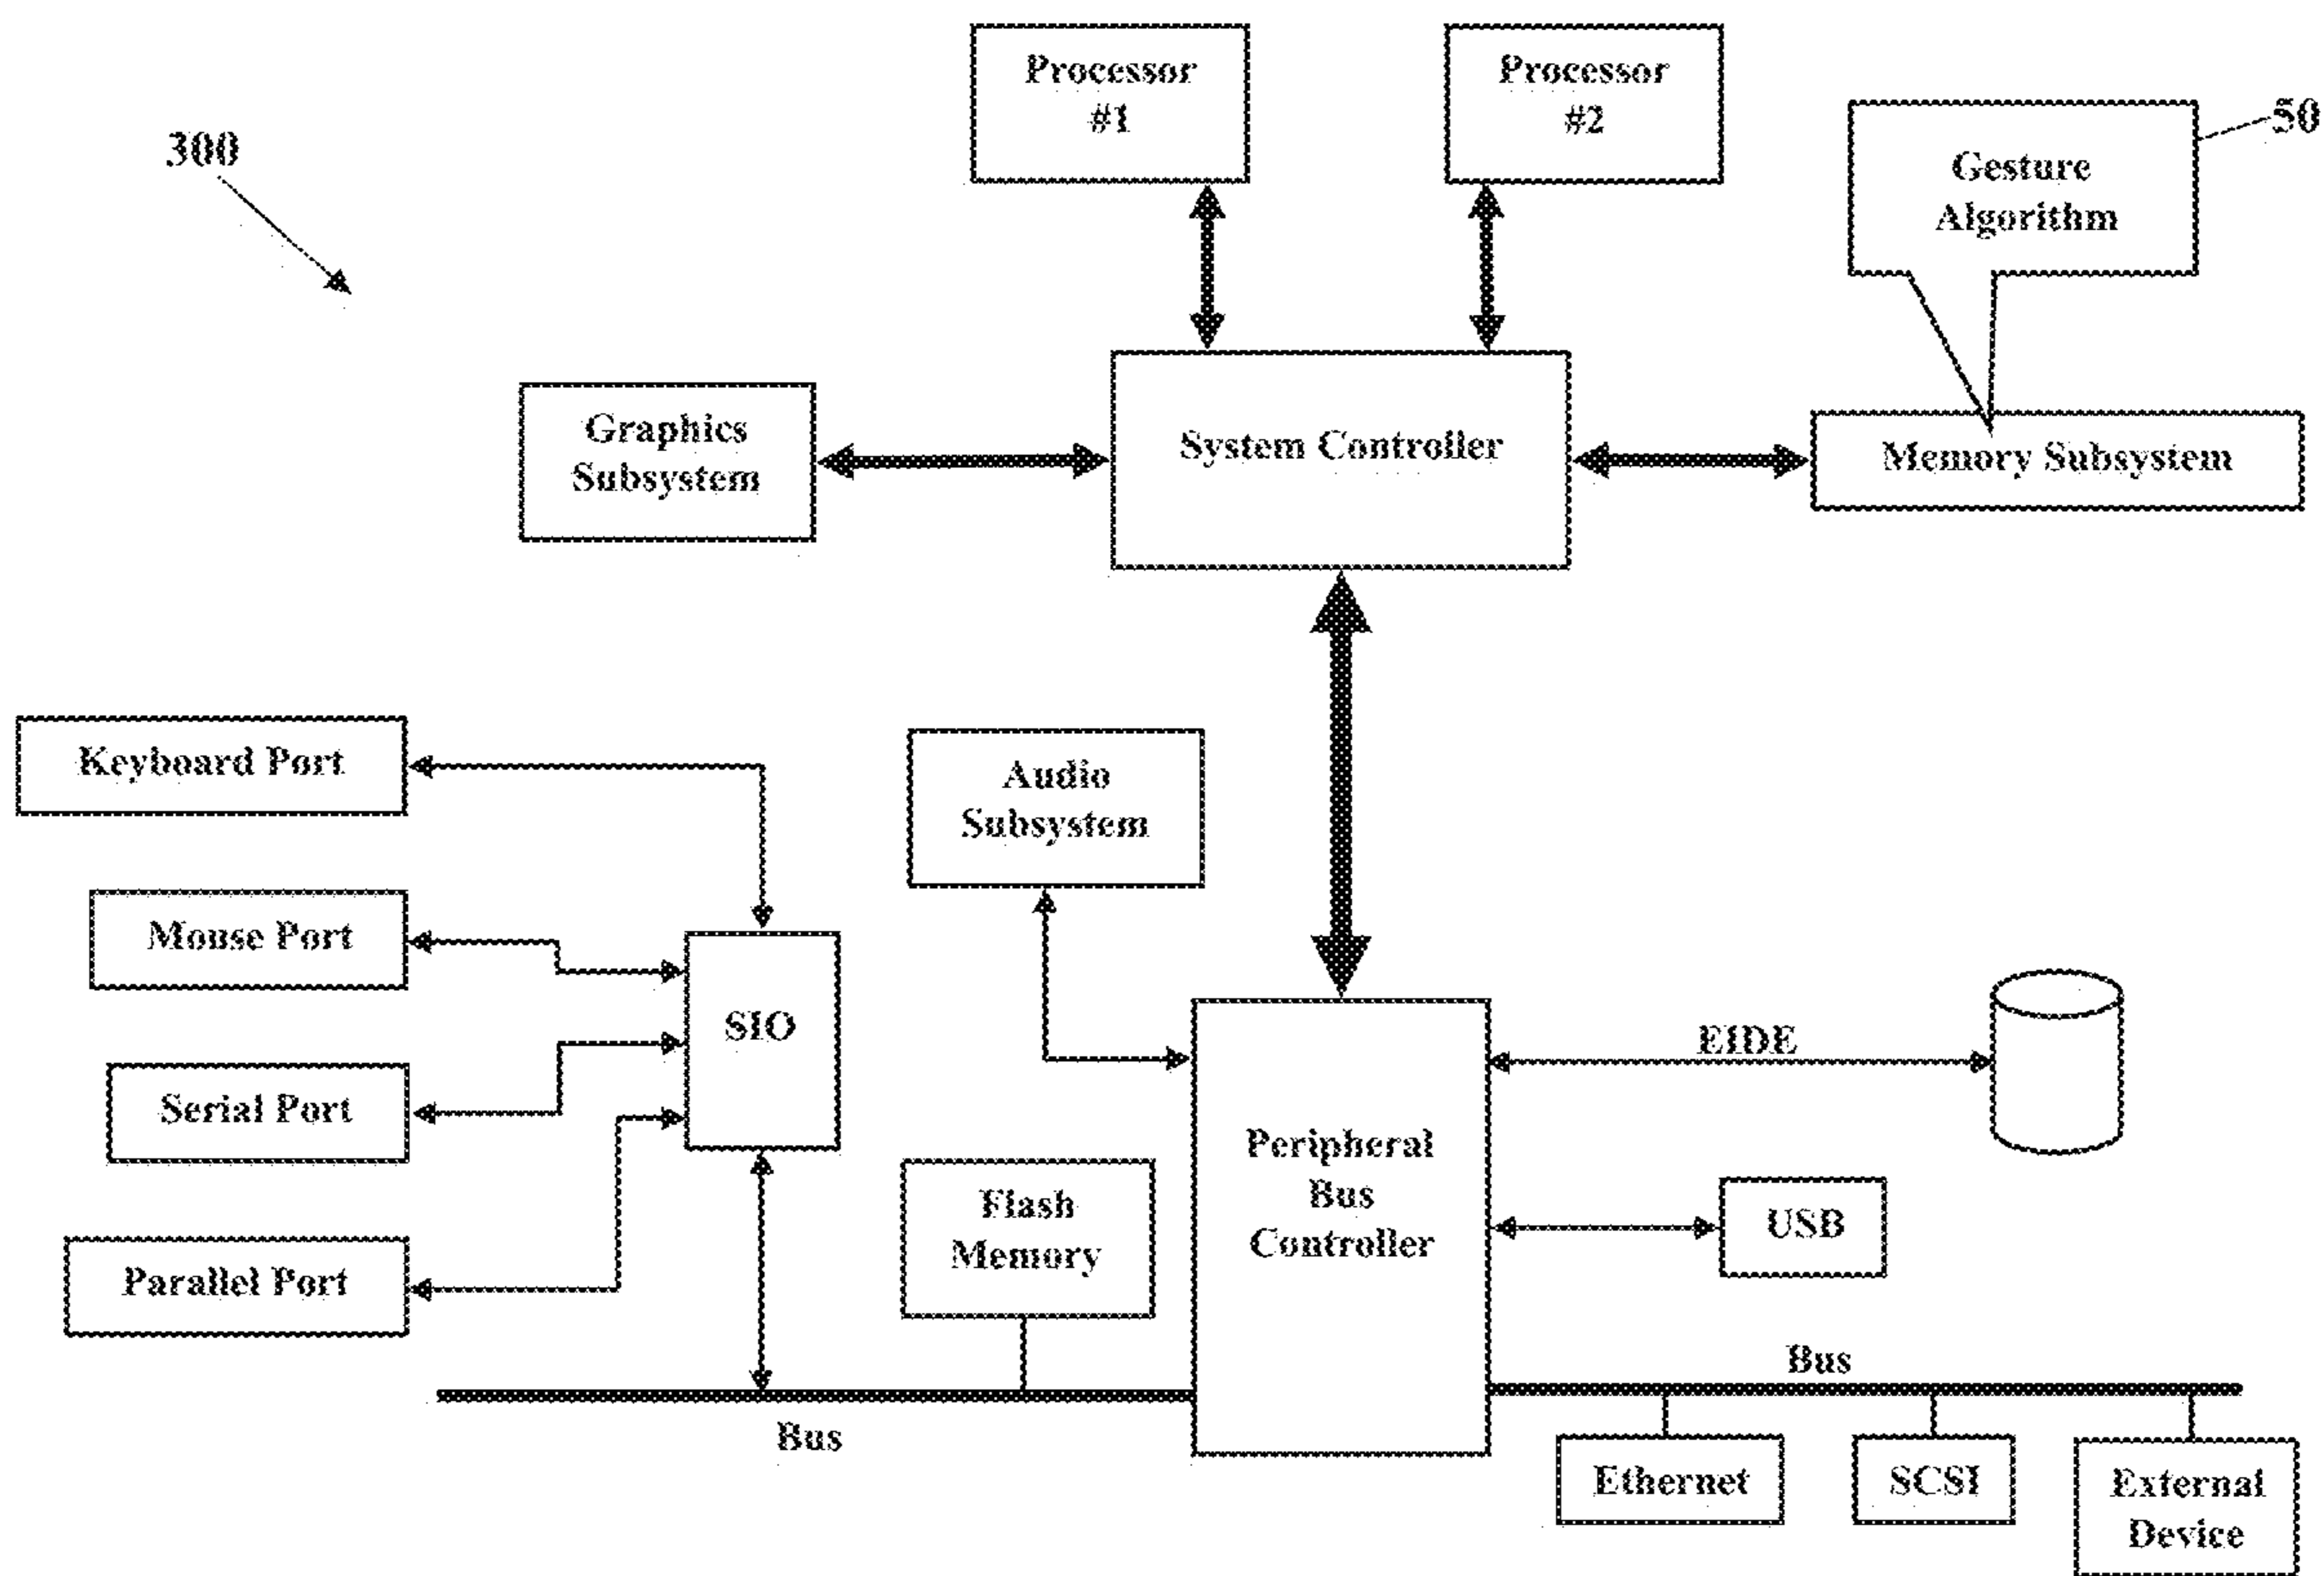 Processor
#1
Processor
#2
50
Gesture
Algorithm
300
Graphics
Subsystem
System Controller
Memory Subsystem
Keyboard Port
Audio
Subsystem
Mouse Port
SIO
EIDE
Serial Port
Peripheral
Bus
Controller
Flash
Memory
USB
Parallel Port
Bus
Bus
Ethernet
SCSI
External
Device